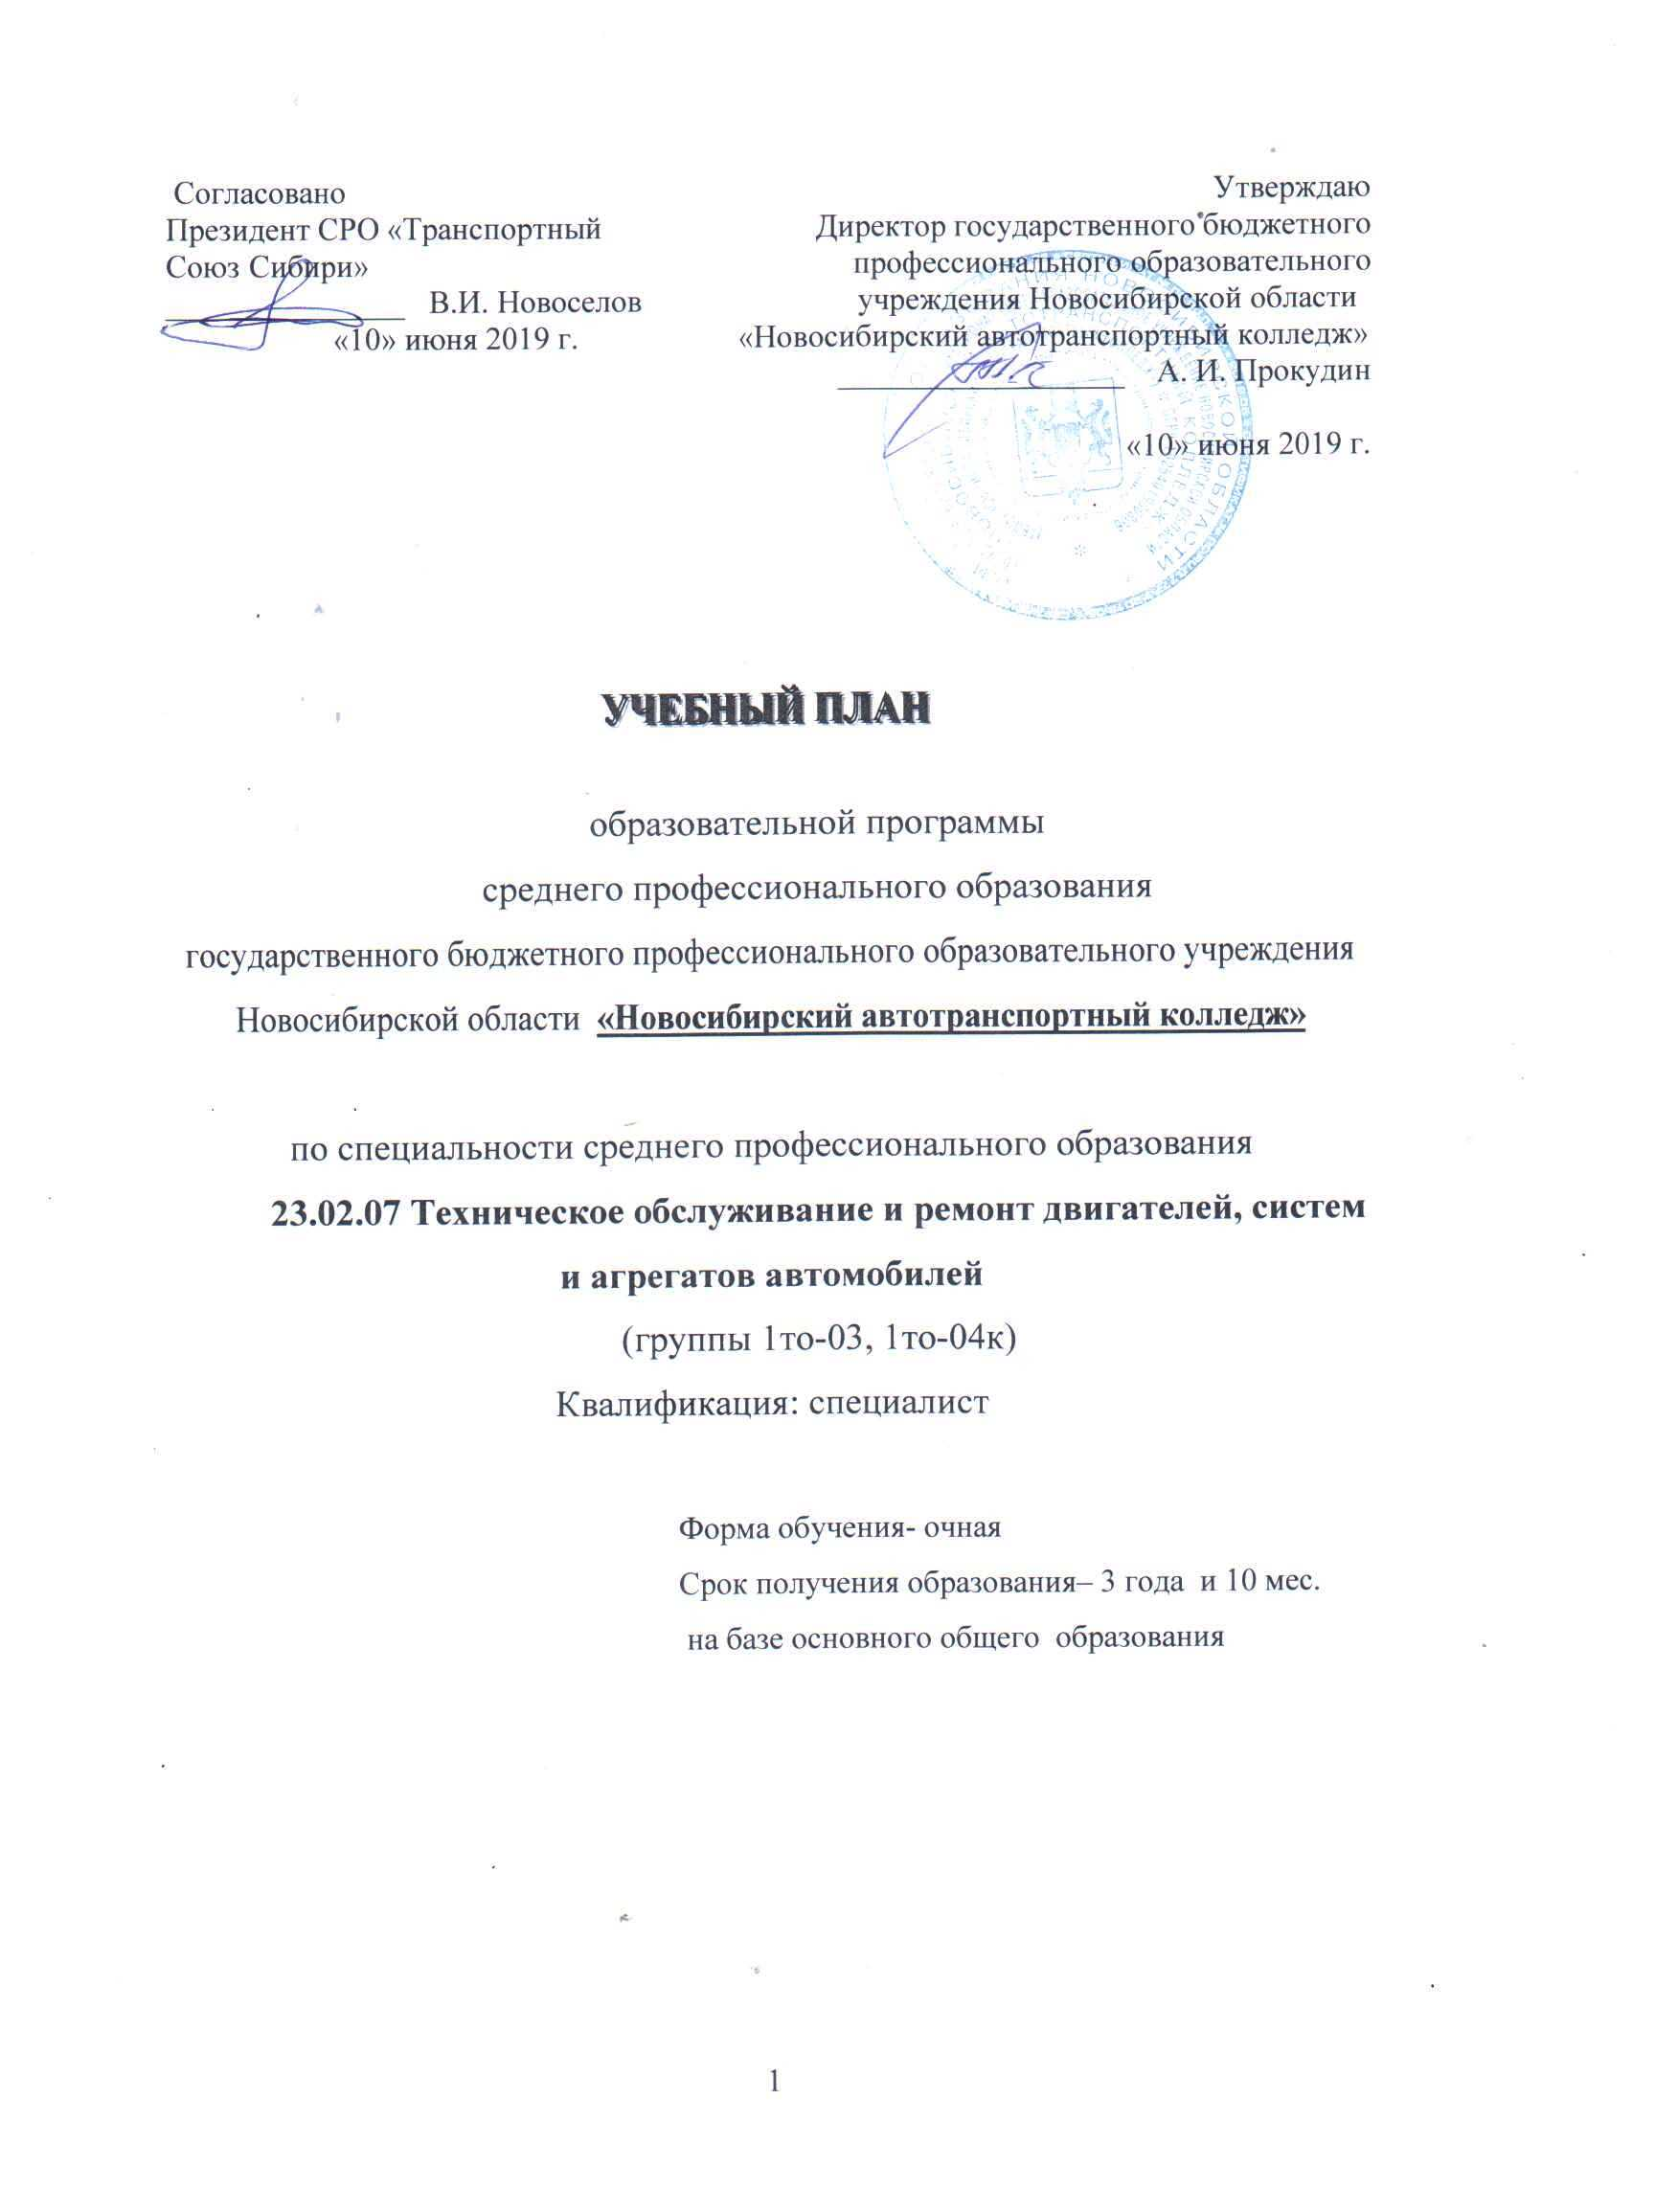 Согласовано
Президент СРО «Транспортный
Союз Сибири»
В.И. Новоселов
«10» июня 2019 г.
Утверждаю
Директор государственного бюджетного
профессионального образовательного
учреждения Новосибирской области
«Новосибирский автотранспортный колледж»
А. И. Прокудин
«10» июня 2019 г.
УЧЕБНЫЙ ПЛАН
образовательной программы
среднего профессионального образования
государственного бюджетного профессионального образовательного учреждения
Новосибирской области «Новосибирский автотранспортный колледж»
по специальности среднего профессионального образования
23.02.07 Техническое обслуживание и ремонт двигателей, систем
и агрегатов автомобилей
(группы 1то-03, 1то-04к)
Квалификация: специалист
Форма обучения- очная
Срок получения образования– 3 года и 10 мес.
на базе основного общего образования
1